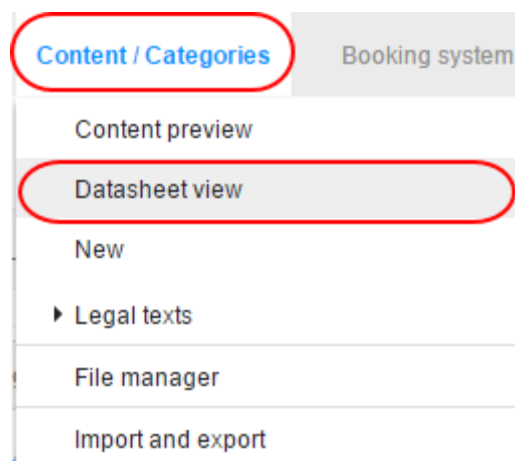 Content / Categories Booking system
Content preview
Datasheet view
New
Legal texts
File manager
Import and export